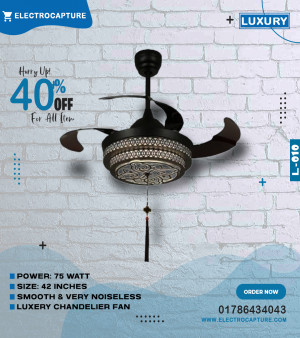 ELECTROCAPTURE
LUXURY
Hurry Up!
40% OFF
For All Item
L-010
POWER: 75 WATT
SIZE: 42 INCHES
SMOOTH & VERY NOISELESS
LUXERY CHANDELIER FAN
ORDER NOW
01786434043
WWW.ELECTROCAPTURE.COM